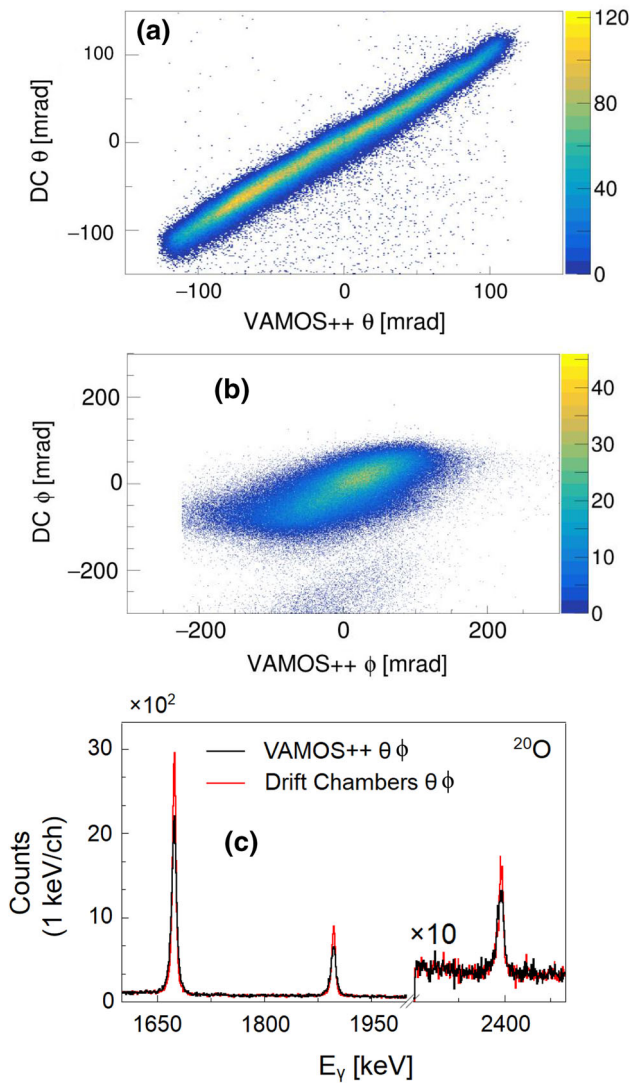 (a)
DC θ [mrad]
100
0
−100
−100 0 100
VAMOS++ θ [mrad]
120
80
40
0
(b)
DC ϕ [mrad]
200
0
−200
−200 0 200
VAMOS++ ϕ [mrad]
40
30
20
10
0
×10²
Counts
(1 keV/ch)
30
20
10
0
VAMOS++ θ ϕ
Drift Chambers θ ϕ
²⁰O
(c)
×10
1650 1800 1950 2400
Eγ [keV]